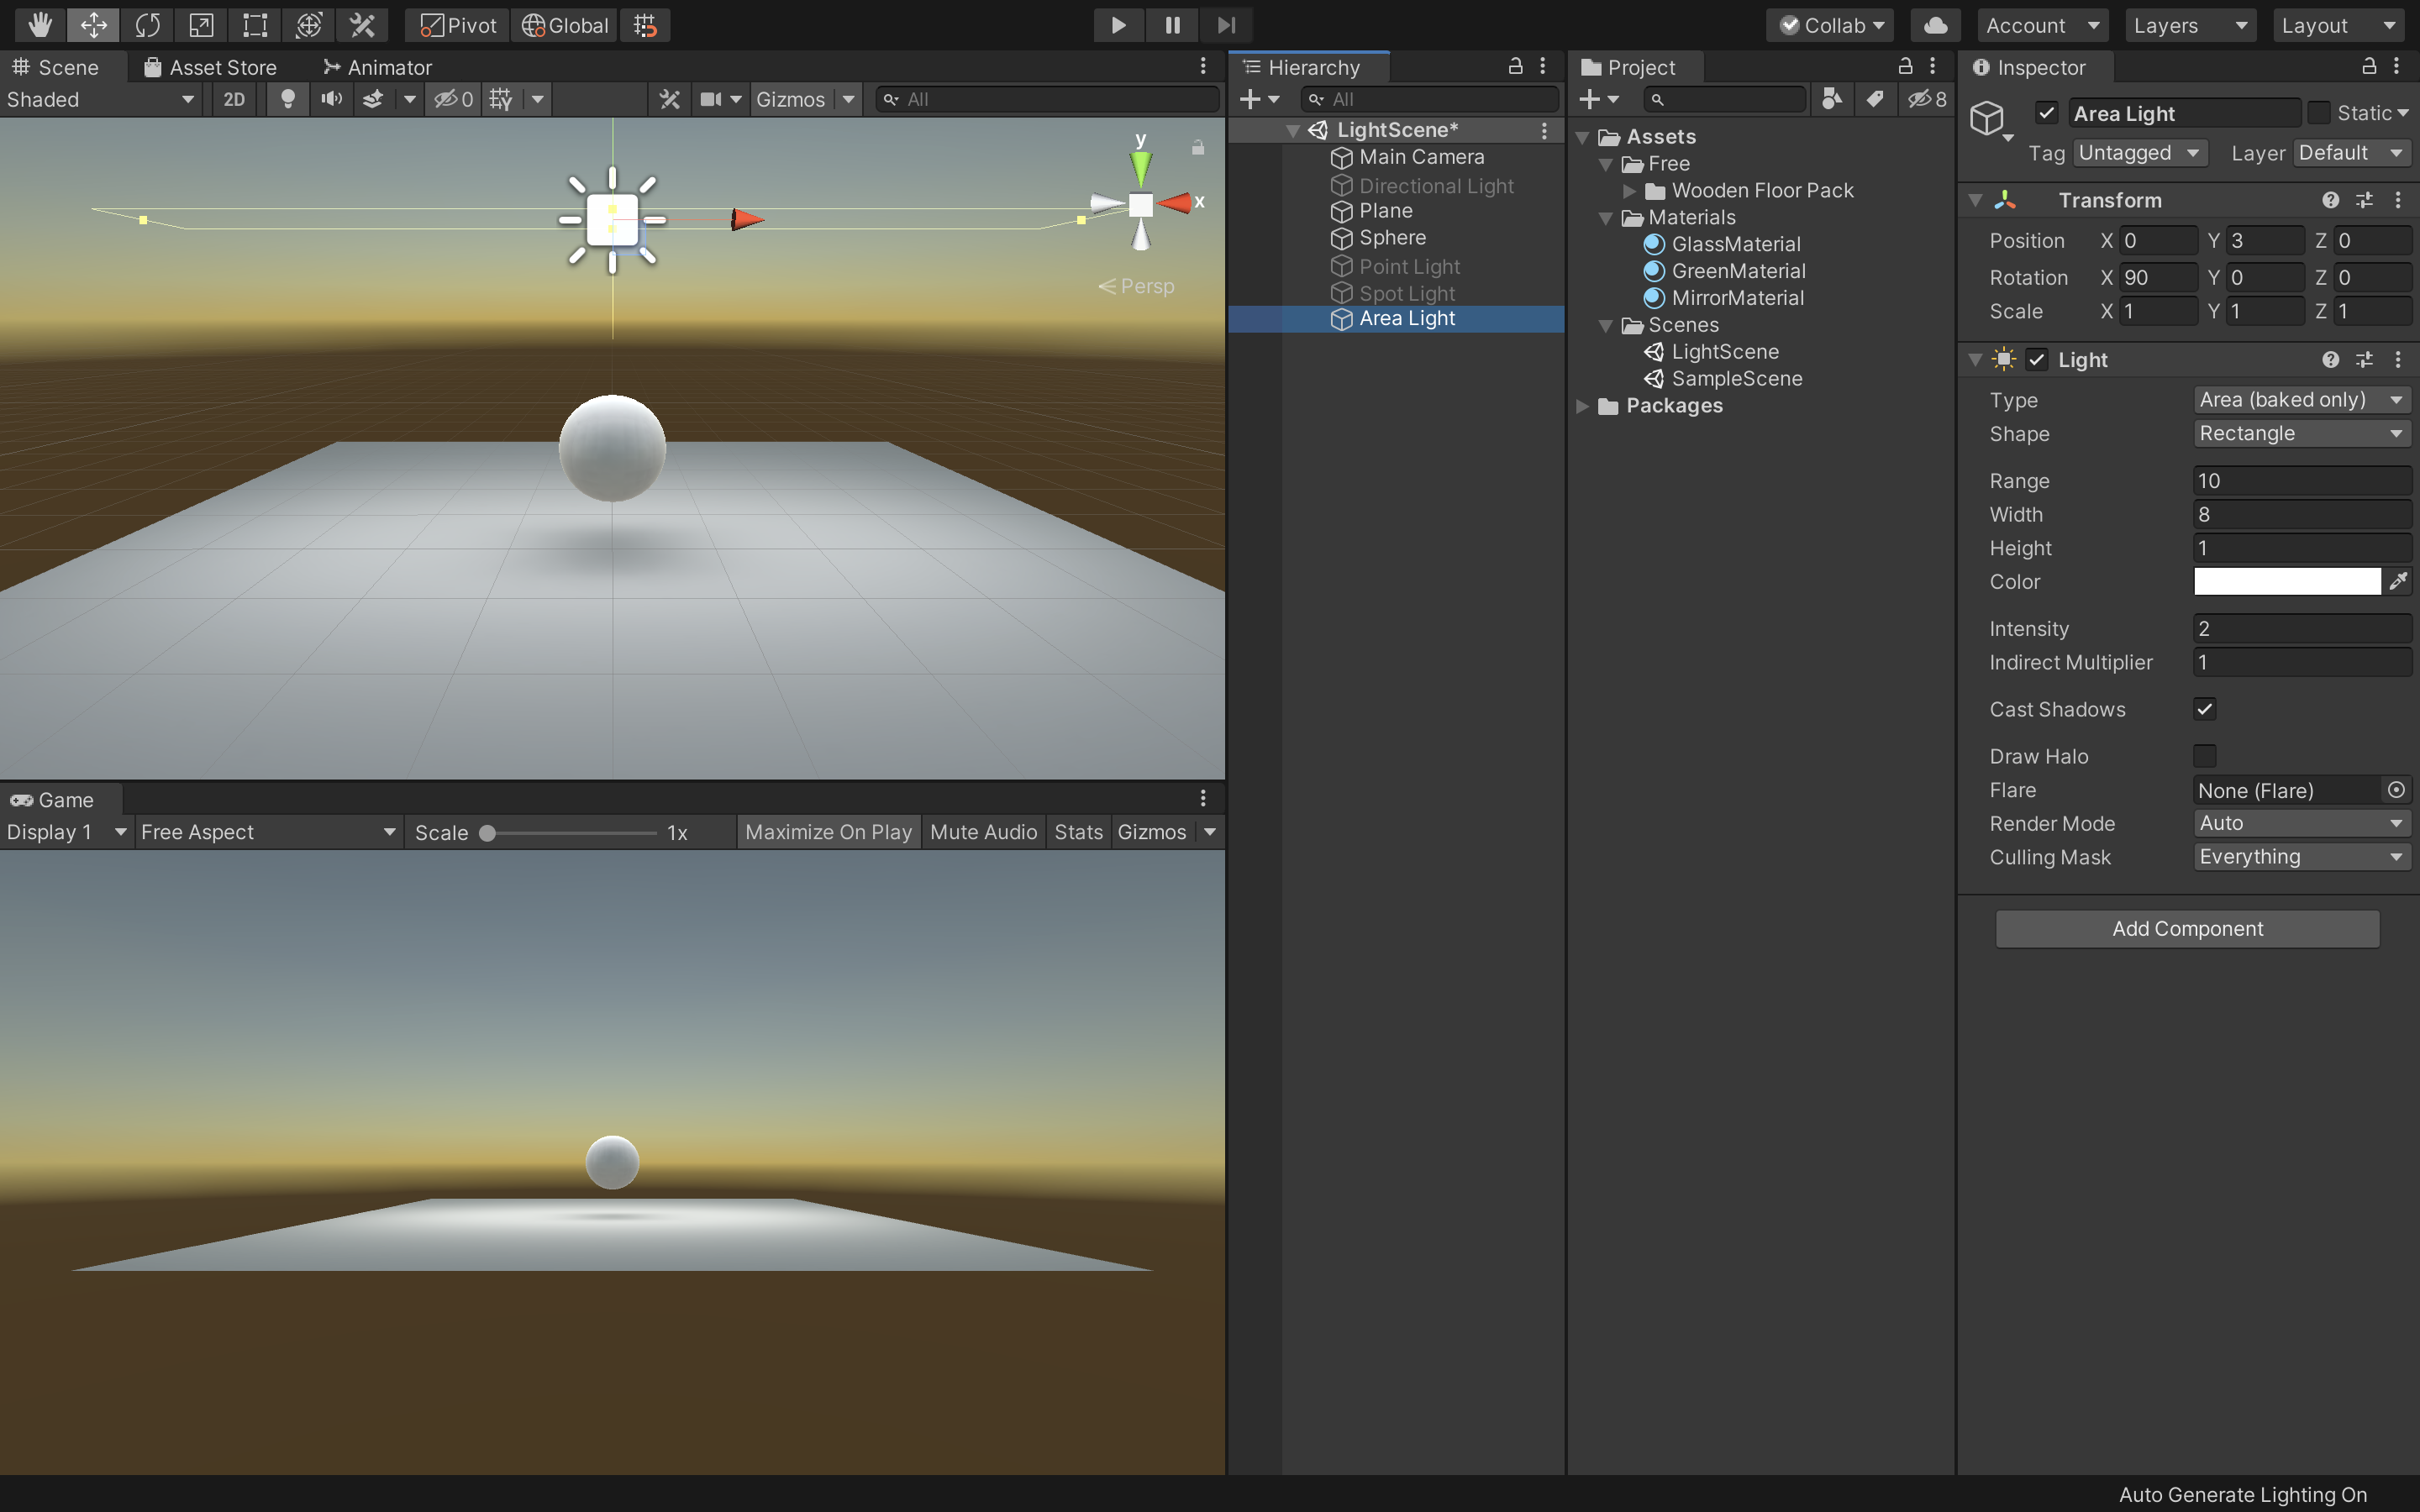 Pivot Global Collab Account Layers Layout
Scene Asset Store Animator
Shaded 2D 0 Gizmos All
y
x
Persp
Game
Display 1 Free Aspect Scale 1x Maximize On Play Mute Audio Stats Gizmos
Hierarchy
All
LightScene*
Main Camera
Directional Light
Plane
Sphere
Point Light
Spot Light
Area Light
Project
8
Assets
Free
Wooden Floor Pack
Materials
GlassMaterial
GreenMaterial
MirrorMaterial
Scenes
LightScene
SampleScene
Packages
Inspector
Area Light Static
Tag Untagged Layer Default
Transform
Position X 0 Y 3 Z 0
Rotation X 90 Y 0 Z 0
Scale X 1 Y 1 Z 1
Light
Type Area (baked only)
Shape Rectangle
Range 10
Width 8
Height 1
Color
Intensity 2
Indirect Multiplier 1
Cast Shadows
Draw Halo
Flare None (Flare)
Render Mode Auto
Culling Mask Everything
Add Component
Auto Generate Lighting On